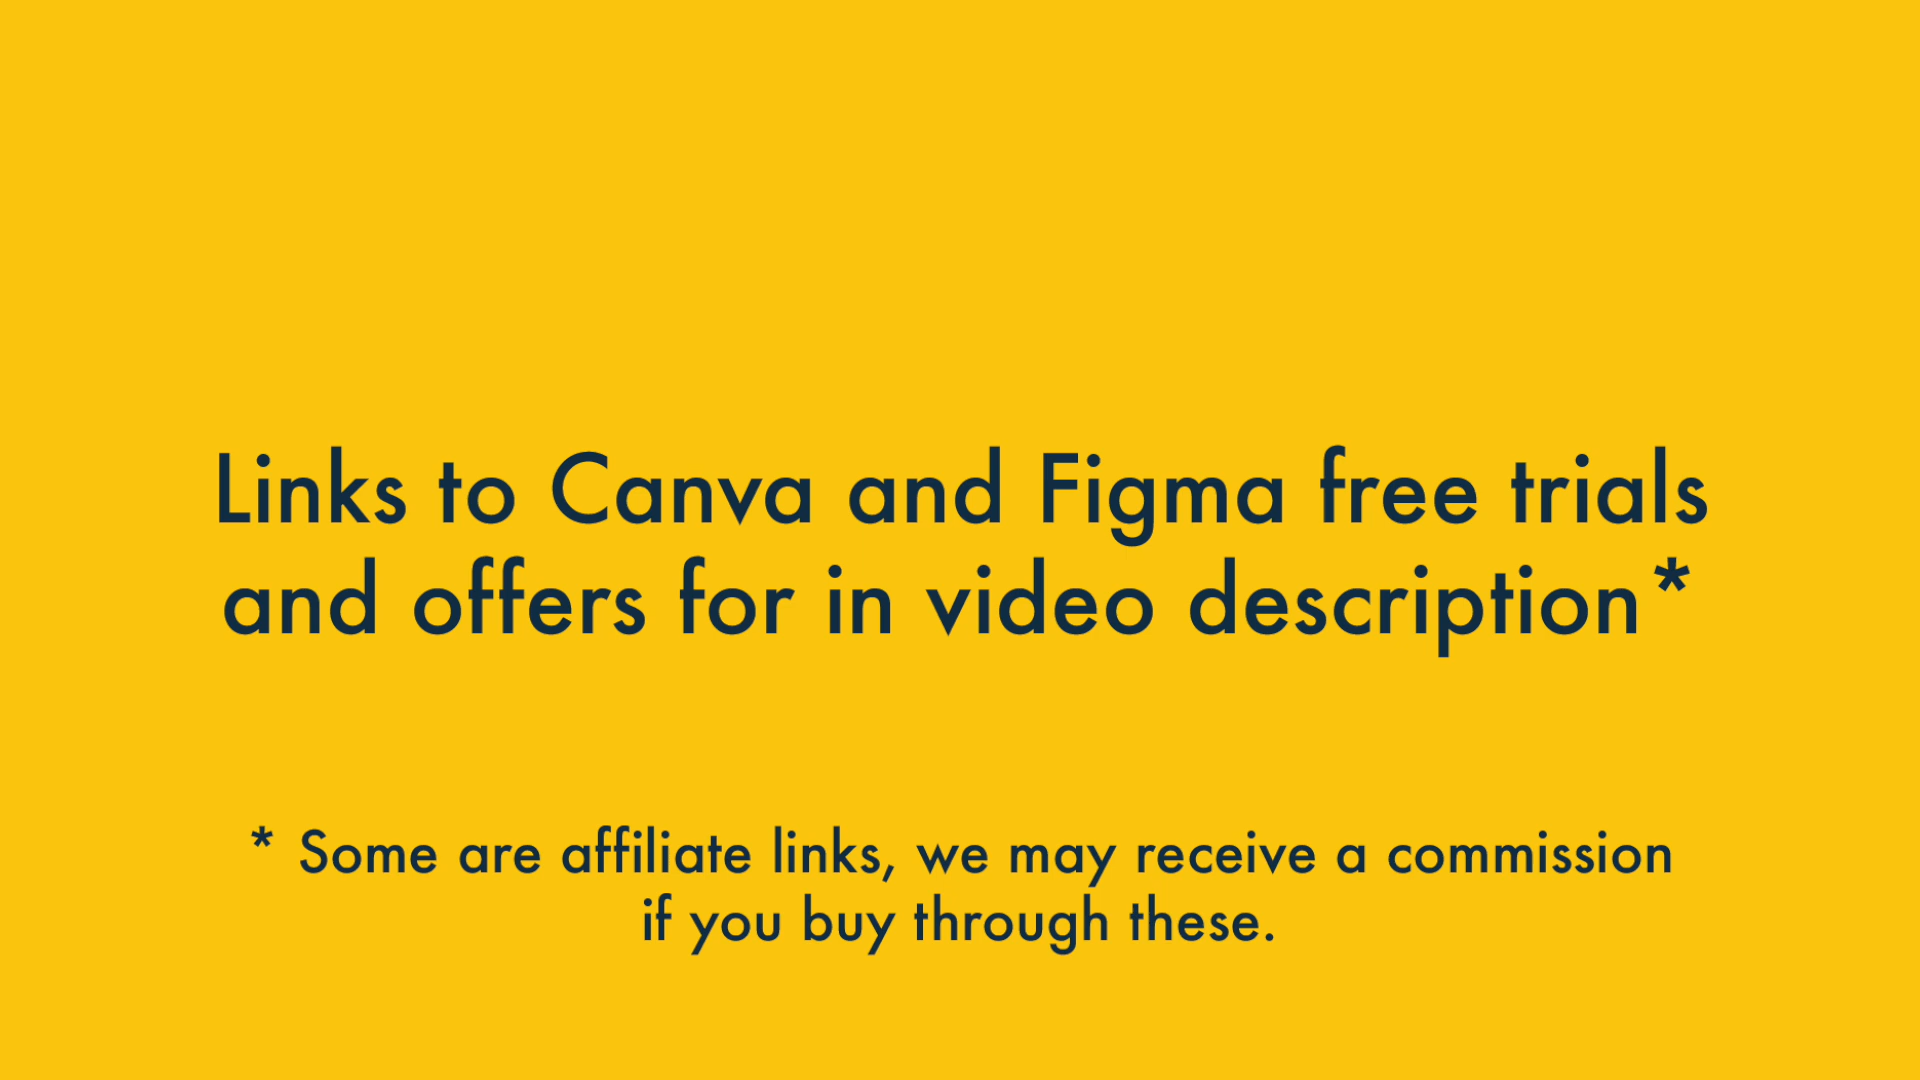 Links to Canva and Figma free trials
and offers for in video description*
* Some are affiliate links, we may receive a commission
if you buy through these.